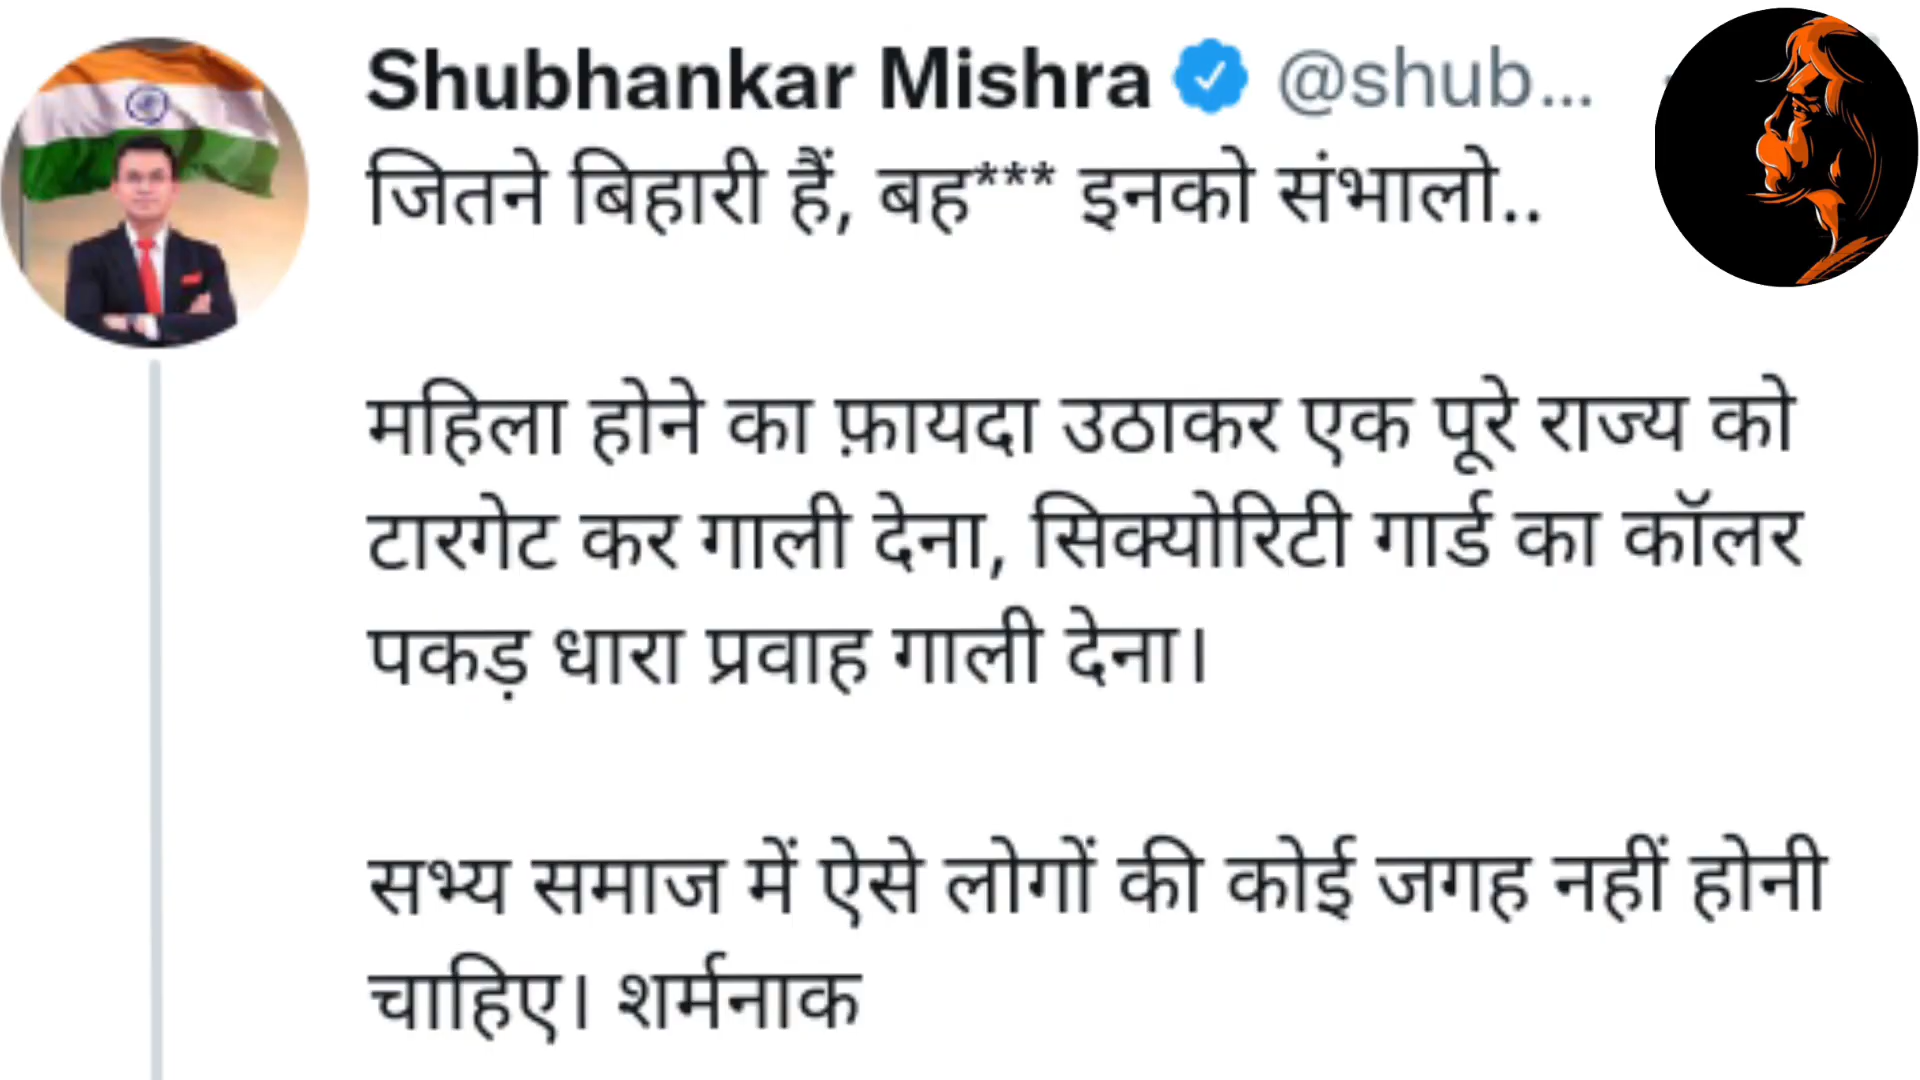 Shubhankar Mishra @shub...
जितने बिहारी हैं, बह*** इनको संभालो..
महिला होने का फ़ायदा उठाकर एक पूरे राज्य को
टारगेट कर गाली देना, सिक्योरिटी गार्ड का कॉलर
पकड़ धारा प्रवाह गाली देना।
सभ्य समाज में ऐसे लोगों की कोई जगह नहीं होनी
चाहिए। शर्मनाक